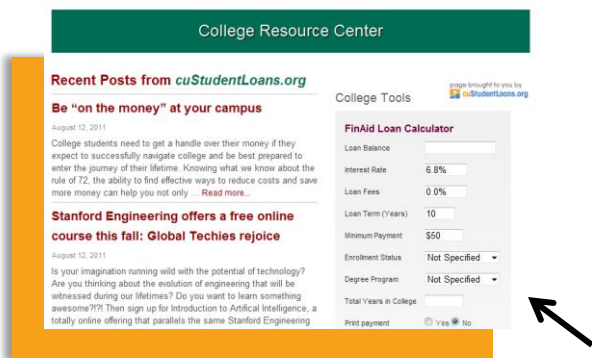 College Resource Center
Recent Posts from cuStudentLoans.org
Be “on the money” at your campus
August 12, 2011
College students need to get a handle over their money if they
expect to successfully navigate college and be best prepared to
enter the journey of their lifetime. Knowing what we know about the
rule of 72, the ability to find effective ways to reduce costs and save
more money can help you not only ... Read more...
Stanford Engineering offers a free online
course this fall: Global Techies rejoice
August 12, 2011
Is your imagination running wild with the potential of technology?
Are you thinking about the evolution of engineering that will be
witnessed during our lifetimes? Do you want to learn something
awesome?!?! Then sign up for Introduction to Artifical Intelligence, a
totally online offering that parallels the same Stanford Engineering
page brought to you by
cuStudentLoans.org
College Tools
FinAid Loan Calculator
Loan Balance
Interest Rate 6.8%
Loan Fees 0.0%
Loan Term (Years) 10
Minimum Payment $50
Enrollment Status Not Specified
Degree Program Not Specified
Total Years in College
Print payment Yes No